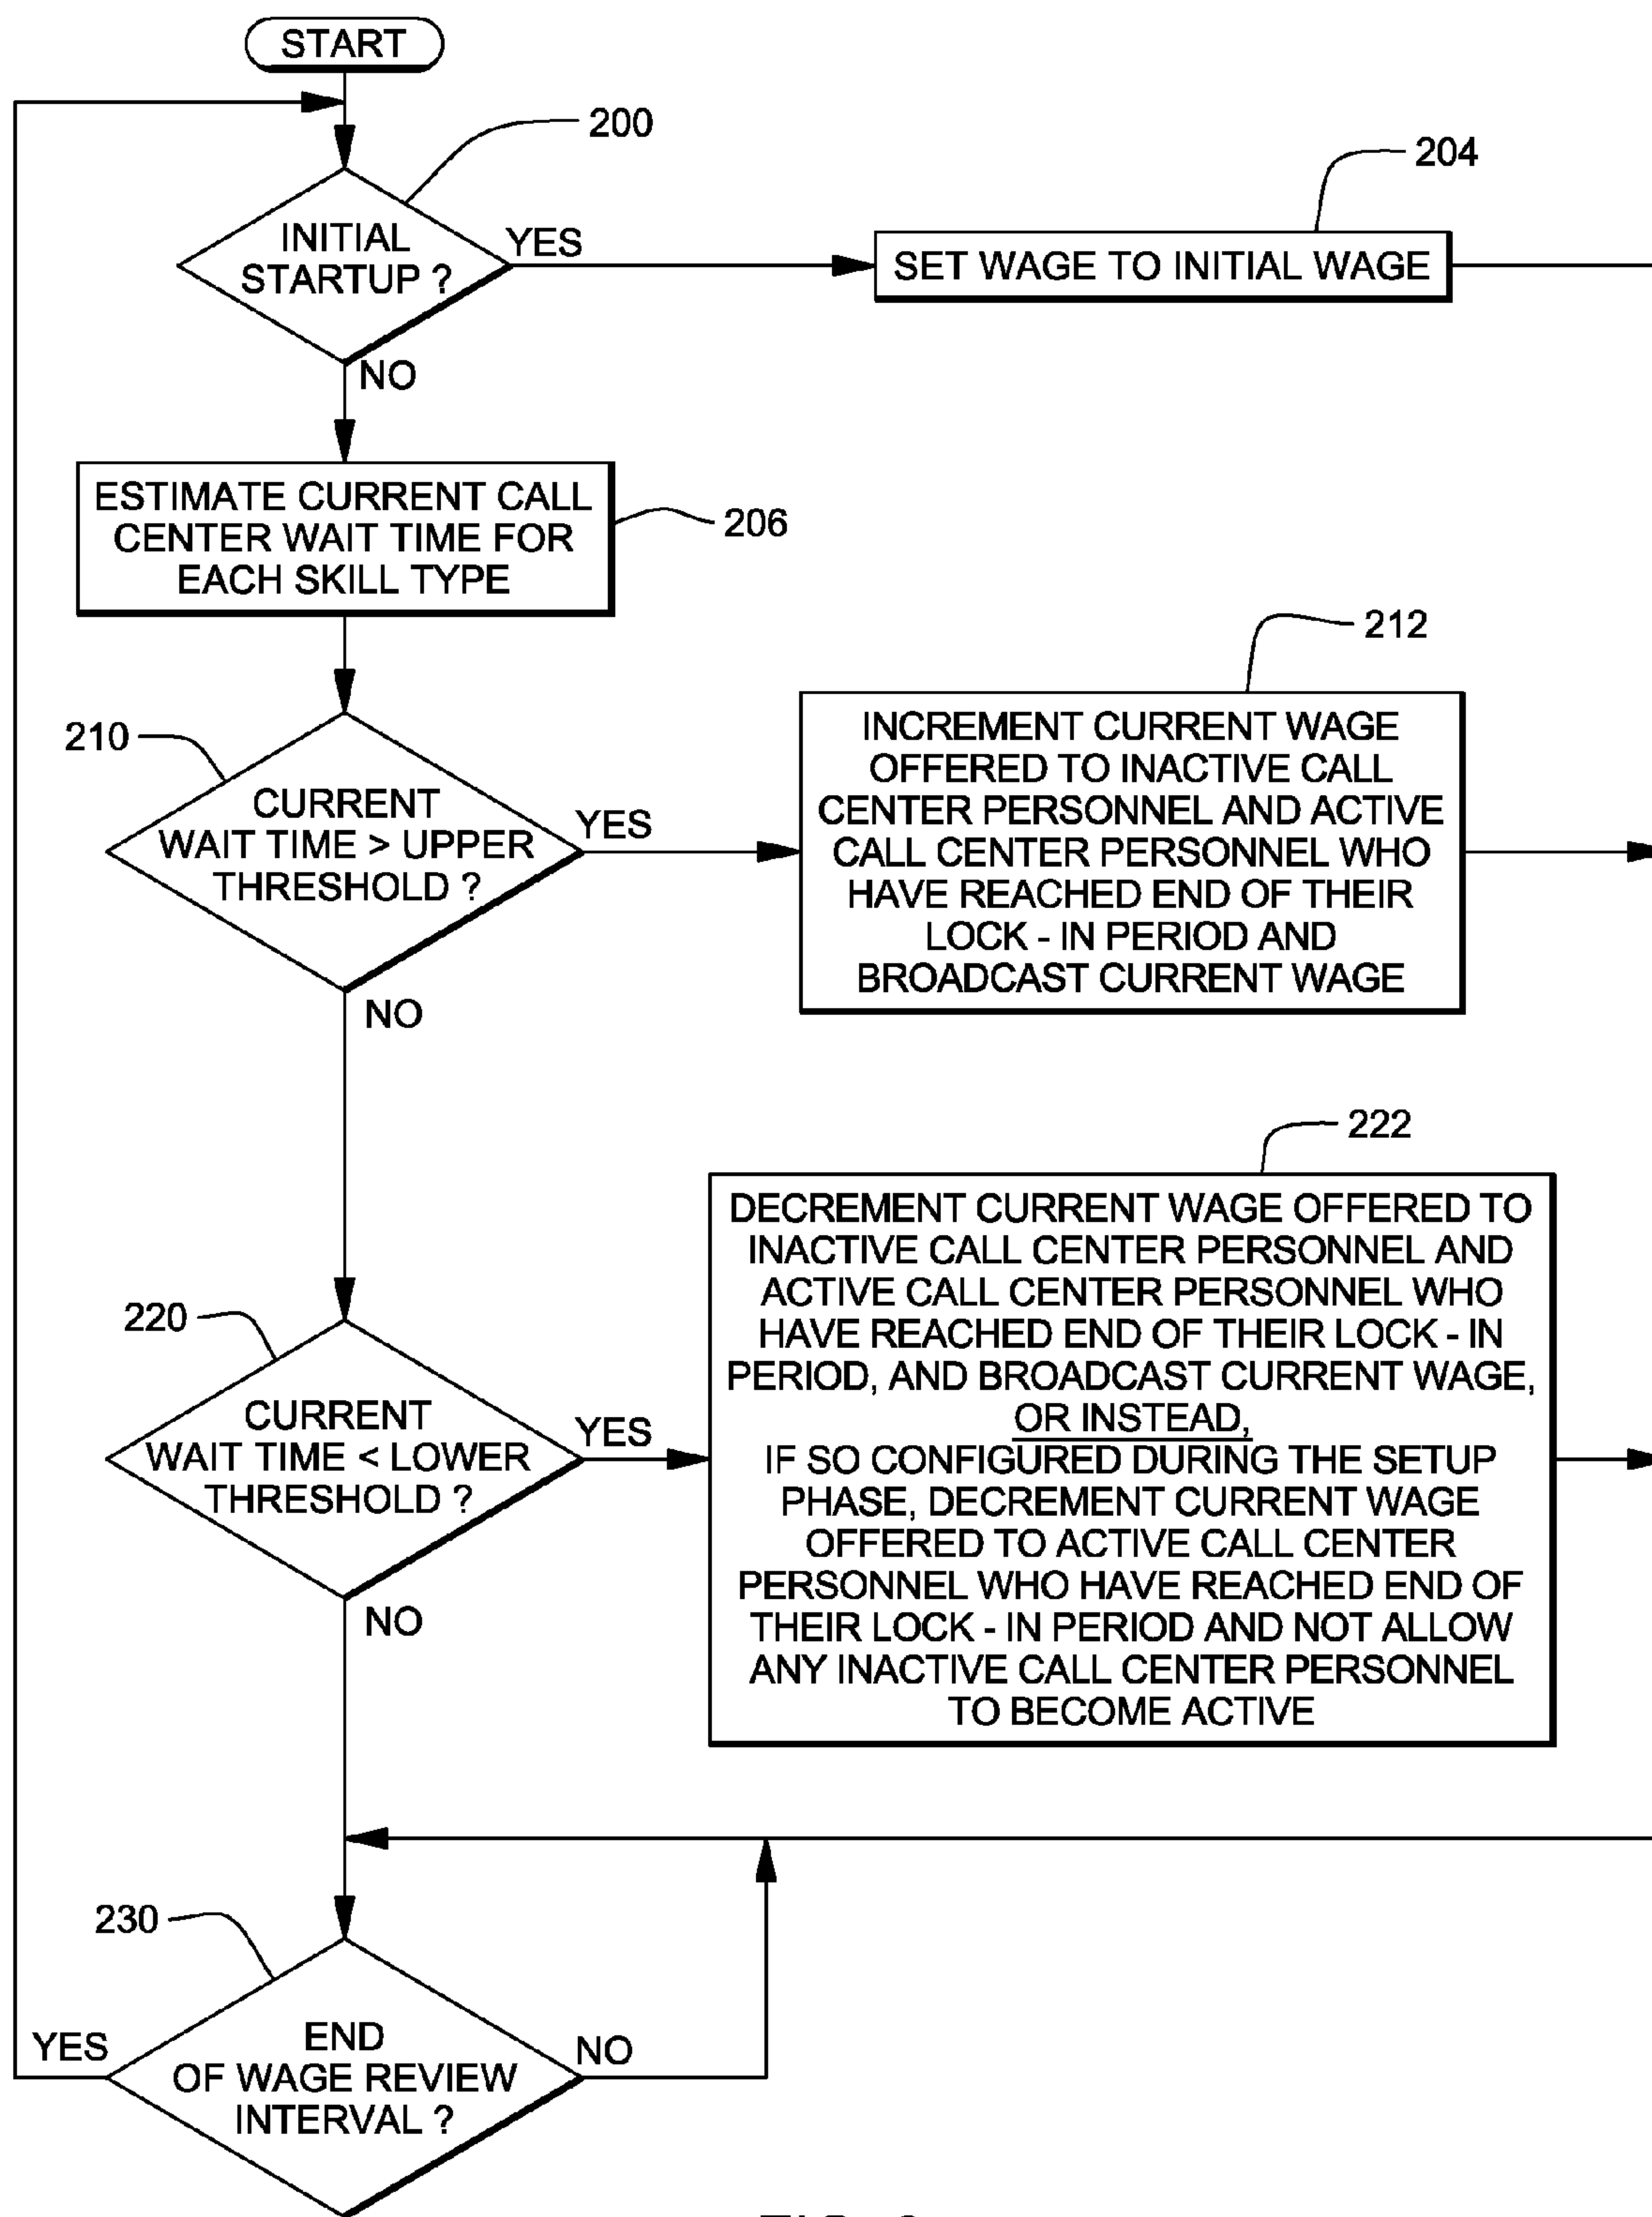 START
200
204
INITIAL
STARTUP ?
YES
SET WAGE TO INITIAL WAGE
NO
ESTIMATE CURRENT CALL
CENTER WAIT TIME FOR
EACH SKILL TYPE
206
212
210
CURRENT
WAIT TIME > UPPER
THRESHOLD ?
YES
INCREMENT CURRENT WAGE
OFFERED TO INACTIVE CALL
CENTER PERSONNEL AND ACTIVE
CALL CENTER PERSONNEL WHO
HAVE REACHED END OF THEIR
LOCK - IN PERIOD AND
BROADCAST CURRENT WAGE
NO
222
220
CURRENT
WAIT TIME < LOWER
THRESHOLD ?
YES
DECREMENT CURRENT WAGE OFFERED TO
INACTIVE CALL CENTER PERSONNEL AND
ACTIVE CALL CENTER PERSONNEL WHO
HAVE REACHED END OF THEIR LOCK - IN
PERIOD, AND BROADCAST CURRENT WAGE,
OR INSTEAD,
IF SO CONFIGURED DURING THE SETUP
PHASE, DECREMENT CURRENT WAGE
OFFERED TO ACTIVE CALL CENTER
PERSONNEL WHO HAVE REACHED END OF
THEIR LOCK - IN PERIOD AND NOT ALLOW
ANY INACTIVE CALL CENTER PERSONNEL
TO BECOME ACTIVE
NO
230
YES
END
OF WAGE REVIEW
INTERVAL ?
NO